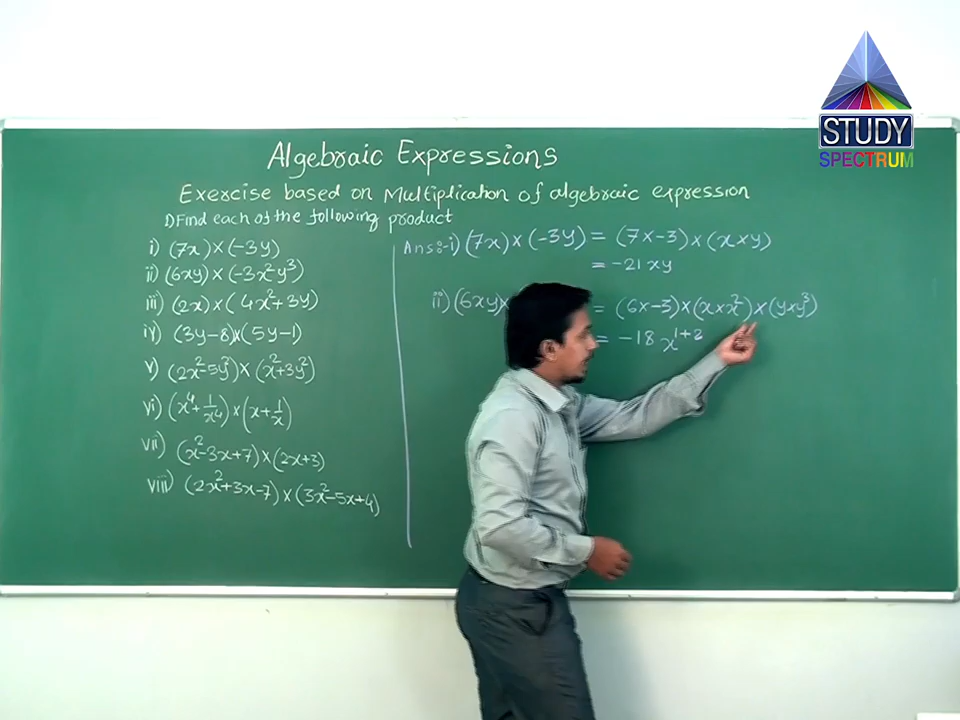 STUDY
SPECTRUM
Algebraic Expressions
Exercise based on Multiplication of algebraic expression
1) Find each of the following product
i) (7x) × (-3y)
ii) (6xy) × (-3x²y³)
iii) (2x) × (4x²+3y)
iv) (3y-8)×(5y-1)
v) (2x²-5y²) × (x²+3y²)
vi) (x⁴+1/x⁴) × (x+1/x)
vii) (x²-3x+7) × (2x+3)
viii) (2x²+3x-7) × (3x²-5x+4)
Ans:- i) (7x) × (-3y) = (7×-3) × (x×y)
= -21xy
ii) (6xy)× = (6×-3)×(x×x²)×(y×y³)
= -18 x¹⁺²